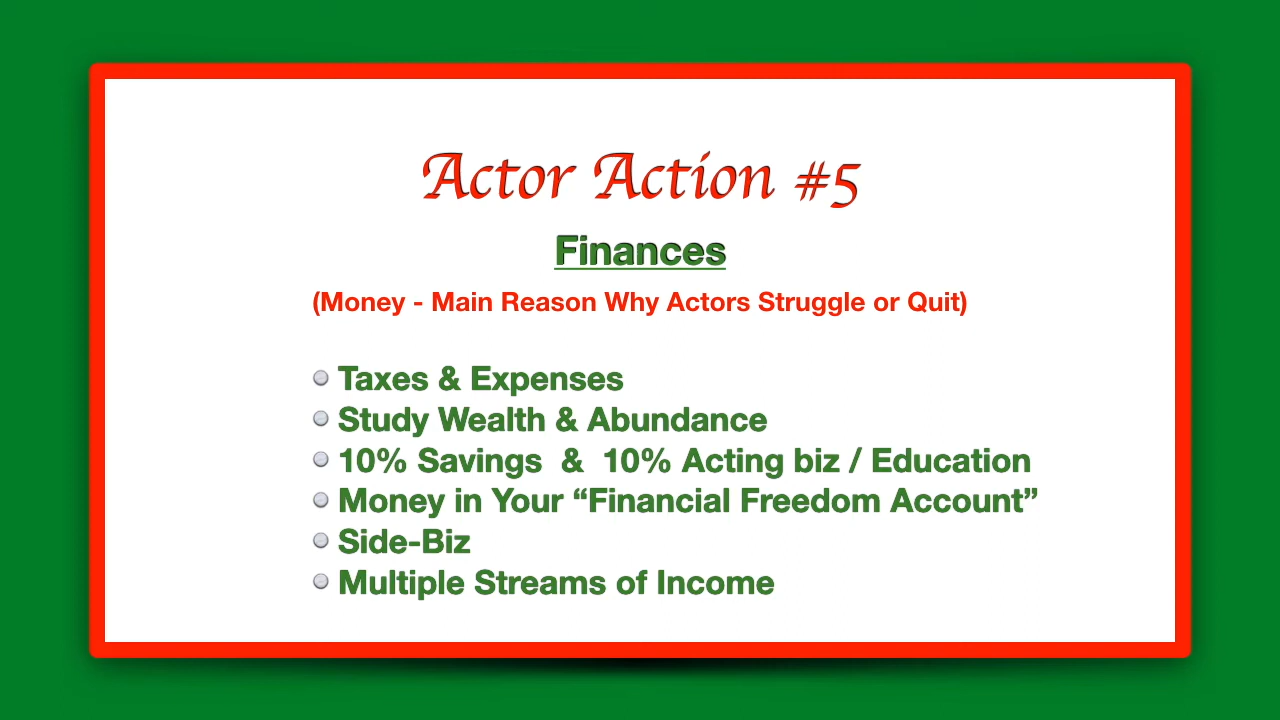 Actor Action #5
Finances
(Money - Main Reason Why Actors Struggle or Quit)
Taxes & Expenses
Study Wealth & Abundance
10% Savings  &  10% Acting biz / Education
Money in Your “Financial Freedom Account”
Side-Biz
Multiple Streams of Income